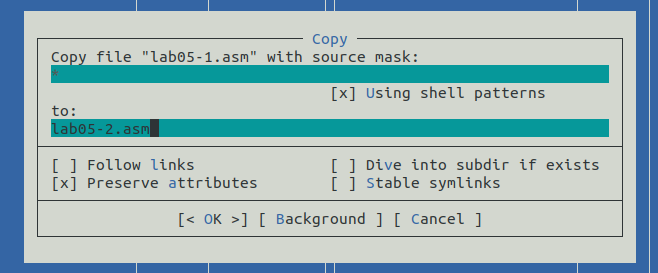 Copy
Copy file "lab05-1.asm" with source mask:
*
[x] Using shell patterns
to:
lab05-2.asm
[ ] Follow links [ ] Dive into subdir if exists
[x] Preserve attributes [ ] Stable symlinks
[< OK >] [ Background ] [ Cancel ]